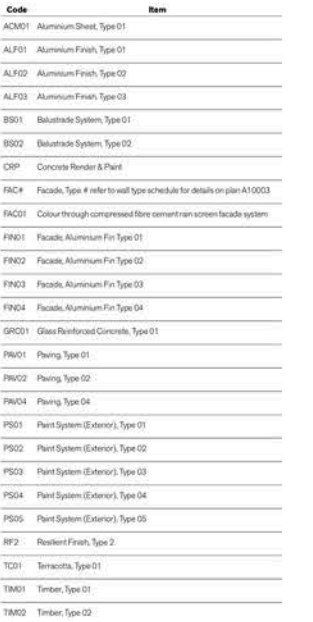 Code Item
ACM01 Aluminium Sheet, Type 01
ALF01 Aluminium Finish, Type 01
ALF02 Aluminium Finish, Type 02
ALF03 Aluminium Finish, Type 03
BS01 Balustrade System, Type 01
BS02 Balustrade System, Type 02
CRP Concrete Render & Paint
FAC# Facade, Type # refer to wall type schedule for details on plan A10003
FAC01 Colour through compressed fibre cement rain screen facade system
FIN01 Facade, Aluminium Fin Type 01
FIN02 Facade, Aluminium Fin Type 02
FIN03 Facade, Aluminium Fin Type 03
FIN04 Facade, Aluminium Fin Type 04
GRC01 Glass Reinforced Concrete, Type 01
PAV01 Paving, Type 01
PAV02 Paving, Type 02
PAV04 Paving, Type 04
PS01 Paint System (Exterior), Type 01
PS02 Paint System (Exterior), Type 02
PS03 Paint System (Exterior), Type 03
PS04 Paint System (Exterior), Type 04
PS05 Paint System (Exterior), Type 05
RF2 Resilient Finish, Type 2
TC01 Terracotta, Type 01
TIM01 Timber, Type 01
TIM02 Timber, Type 02